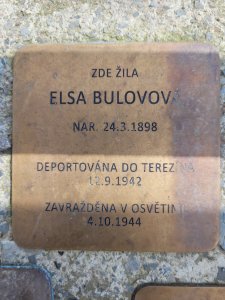 ZDE ŽILA
ELSA BULOVOVÁ
NAR. 24.3.1898
DEPORTOVÁNA DO TEREZÍNA
12.9.1942
ZAVRAŽDĚNA V OSVĚTIMI
4.10.1944